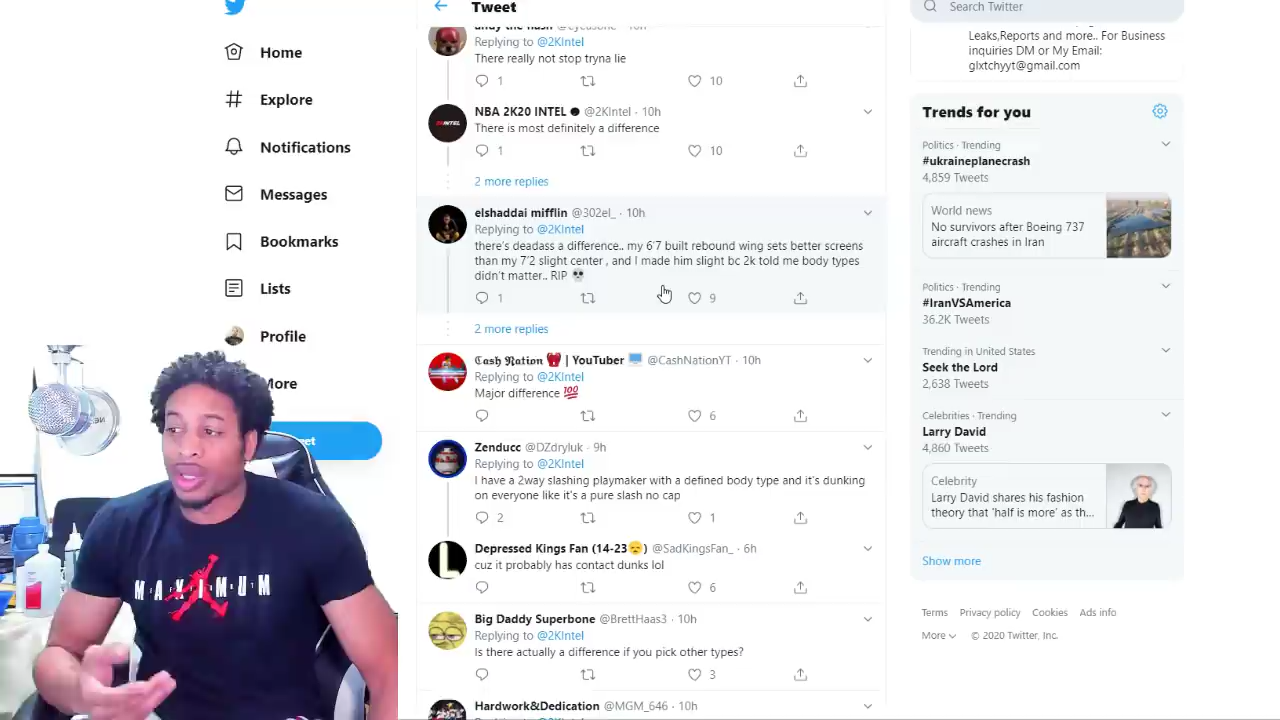 Home
Explore
Notifications
Messages
Bookmarks
Lists
Profile
More
MAXIMUM
Tweet
Replying to @2KIntel
There really not stop tryna lie
1
10
NBA 2K20 INTEL @2KIntel · 10h
There is most definitely a difference
1
10
2 more replies
elshaddai mifflin @302el_ · 10h
Replying to @2KIntel
there's deadass a difference.. my 6'7 built rebound wing sets better screens
than my 7'2 slight center , and I made him slight bc 2k told me body types
didn't matter.. RIP 💀
1
9
2 more replies
ℭ𝔞𝔰𝔥 𝔑𝔞𝔱𝔦𝔬𝔫 | YouTuber 🖥️ @CashNationYT · 10h
Replying to @2KIntel
Major difference 💯
6
Zenducc @DZdryluk · 9h
Replying to @2KIntel
I have a 2way slashing playmaker with a defined body type and it's dunking
on everyone like it's a pure slash no cap
2
1
Depressed Kings Fan (14-23😞) @SadKingsFan_ · 6h
cuz it probably has contact dunks lol
6
Big Daddy Superbone @BrettHaas3 · 10h
Replying to @2KIntel
Is there actually a difference if you pick other types?
3
Hardwork&Dedication @MGM_646 · 10h
Search Twitter
Leaks,Reports and more.. For Business
inquiries DM or My Email:
glxtchyyt@gmail.com
Trends for you
Politics · Trending
#ukraineplanecrash
4,859 Tweets
World news
No survivors after Boeing 737
aircraft crashes in Iran
Politics · Trending
#IranVSAmerica
36.2K Tweets
Trending in United States
Seek the Lord
2,638 Tweets
Celebrities · Trending
Larry David
4,860 Tweets
Celebrity
Larry David shares his fashion
theory that 'half is more' as th...
Show more
Terms Privacy policy Cookies Ads info
More © 2020 Twitter, Inc.